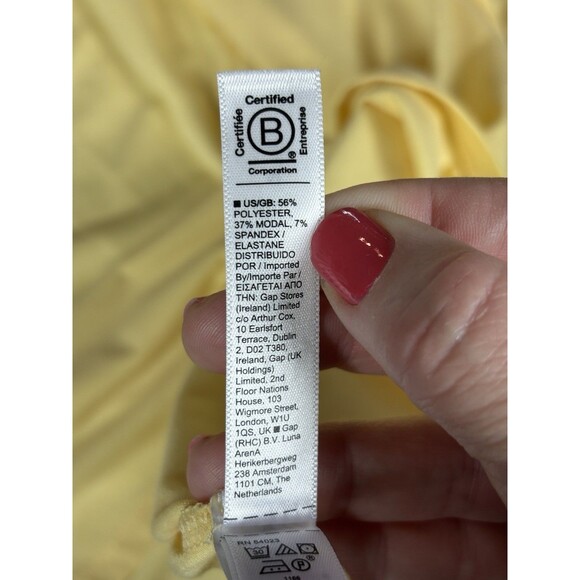 Certified
Certifiée
B
Entreprise
®
Corporation
■ US/GB: 56%
POLYESTER,
37% MODAL, 7%
SPANDEX /
ELASTANE
DISTRIBUIDO
POR / Imported
By/Importe Par /
ΕΙΣΑΓΕΤΑΙ ΑΠΟ
ΤΗΝ: Gap Stores
(Ireland) Limited
c/o Arthur Cox,
10 Earlsfort
Terrace, Dublin
2, D02 T380,
Ireland, Gap (UK
Holdings)
Limited, 2nd
Floor Nations
House, 103
Wigmore Street,
London, W1U
1QS, UK ■ Gap
(RHC) B.V. Luna
ArenA
Herikerbergweg
238 Amsterdam
1101 CM, The
Netherlands
RN 54023
30